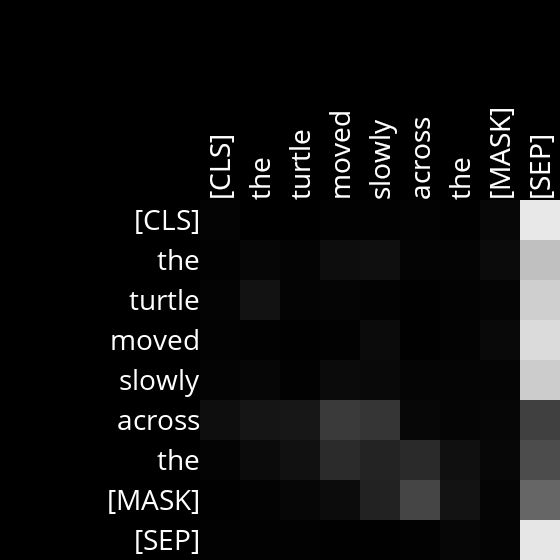 [CLS] the turtle moved slowly across the [MASK] [SEP]
[CLS]
the
turtle
moved
slowly
across
the
[MASK]
[SEP]